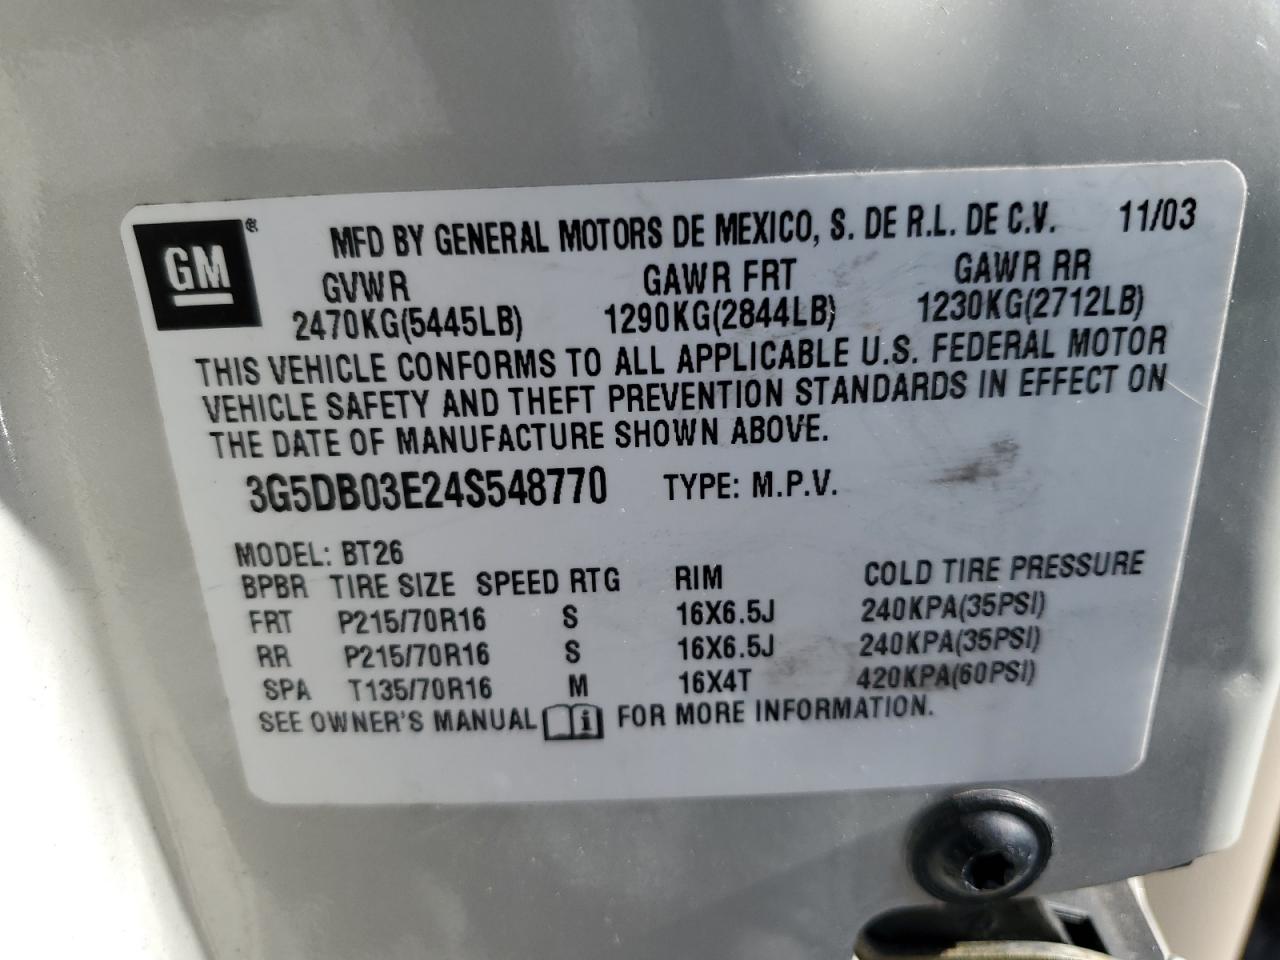 GM®
MFD BY GENERAL MOTORS DE MEXICO, S. DE R.L. DE C.V. 11/03
GVWR GAWR FRT GAWR RR
2470KG(5445LB) 1290KG(2844LB) 1230KG(2712LB)
THIS VEHICLE CONFORMS TO ALL APPLICABLE U.S. FEDERAL MOTOR
VEHICLE SAFETY AND THEFT PREVENTION STANDARDS IN EFFECT ON
THE DATE OF MANUFACTURE SHOWN ABOVE.
3G5DB03E24S548770 TYPE: M.P.V.
MODEL: BT26
BPBR TIRE SIZE SPEED RTG RIM COLD TIRE PRESSURE
FRT P215/70R16 S 16X6.5J 240KPA(35PSI)
RR P215/70R16 S 16X6.5J 240KPA(35PSI)
SPA T135/70R16 M 16X4T 420KPA(60PSI)
SEE OWNER'S MANUAL i FOR MORE INFORMATION.